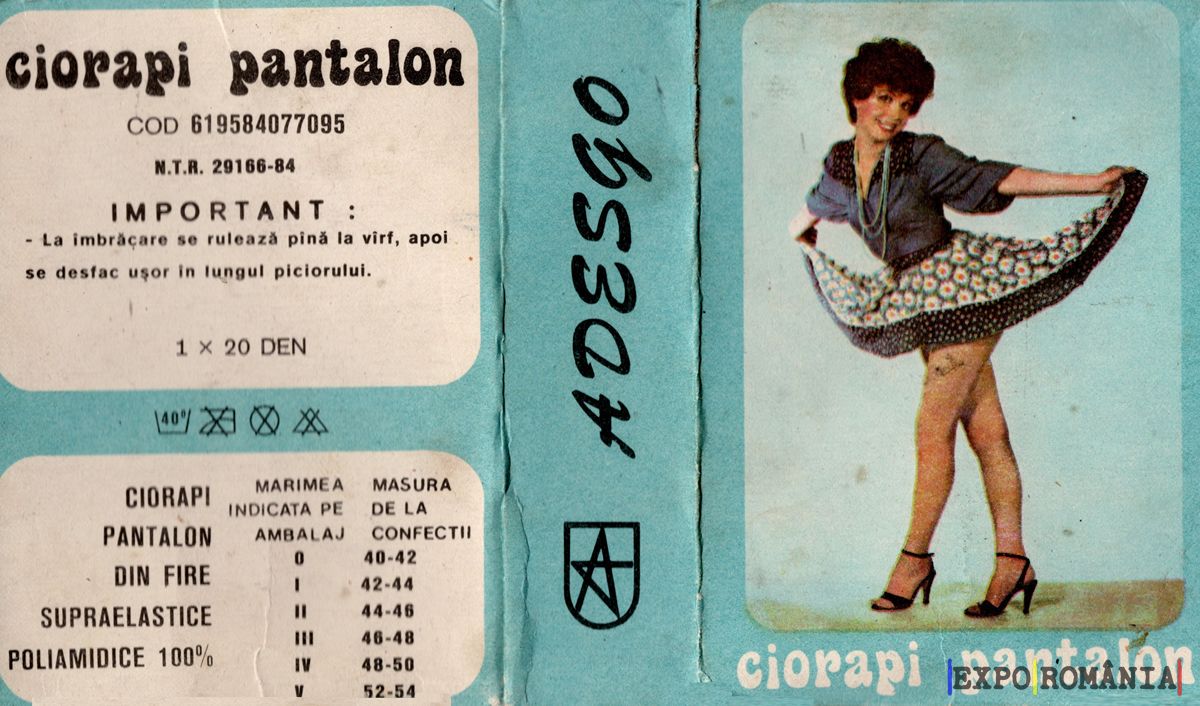 ciorapi pantalon
COD 619584077095
N.T.R. 29166-84
IMPORTANT :
- La îmbrăçare se rulează pînă la vîrf, apoi
se desfac uşor în lungul piciorului.
1 × 20 DEN
40°
CIORAPI
PANTALON
DIN FIRE
SUPRAELASTICE
POLIAMIDICE 100%
MARIMEA MASURA
INDICATA PE DE LA
AMBALAJ CONFECTII
0 40-42
I 42-44
II 44-46
III 46-48
IV 48-50
V 52-54
ADESGO
ciorapi pantalon
EXPO ROMÂNIA